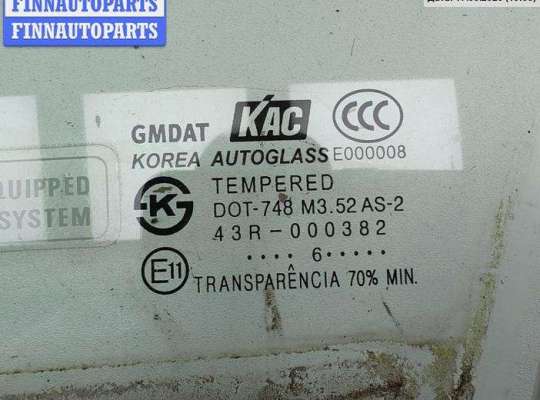 FINNAUTOPARTS
FINNAUTOPARTS
GMDAT KAC CCC
KOREA AUTOGLASS E000008
TEMPERED
DOT-748 M3.52 AS-2
43R-000382
.... 6.....
E11
TRANSPARÊNCIA 70% MIN.
SYSTEM